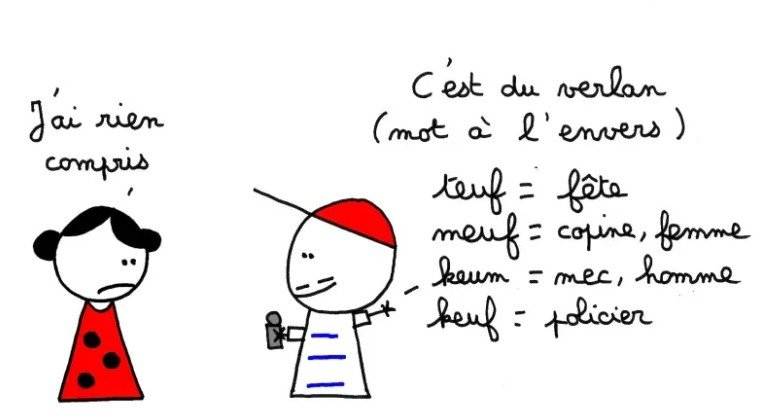 J'ai rien
compris
C'est du verlan
(mot à l'envers)
teuf = fête
meuf = copine, femme
keum = mec, homme
keuf = policier